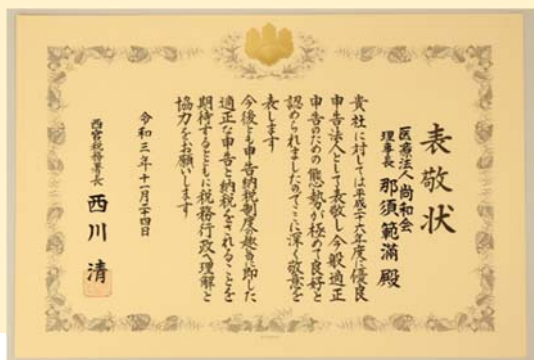 表敬状
医療法人尚和会
理事長 那須範満 殿
貴社に対しては平成二十六年度に優良
申告法人として表敬し今般適正
申告のための態勢が極めて良好と
認められましたのでここに深く敬意を
表します
今後とも申告納税制度の趣旨に即した
適正な申告と納税をされることを
期待するとともに税務行政へ理解と
協力をお願いします
令和三年十一月二十四日
西宮税務署長 西川 清